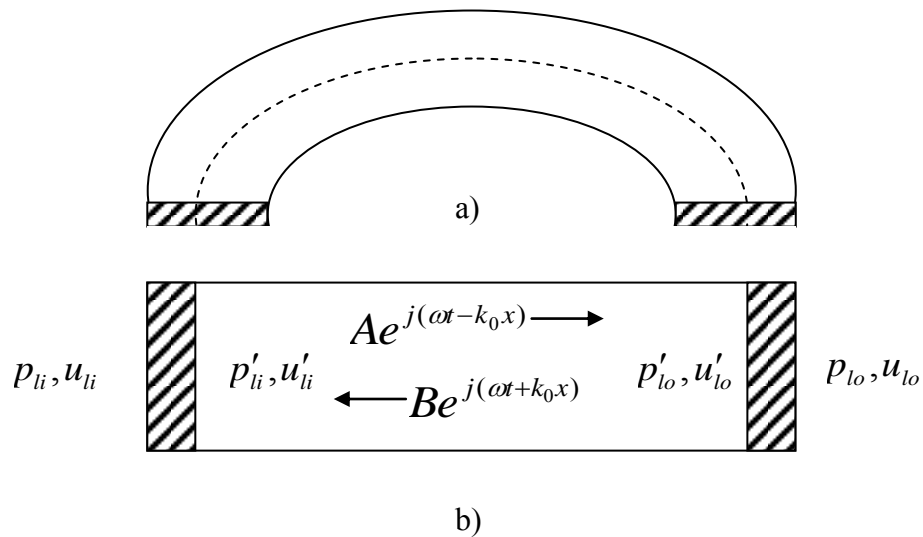 a)
Ae^{j(ωt−k_0x)}
p_{li}, u_{li} p′_{li}, u′_{li} p′_{lo}, u′_{lo} p_{lo}, u_{lo}
Be^{j(ωt+k_0x)}
b)